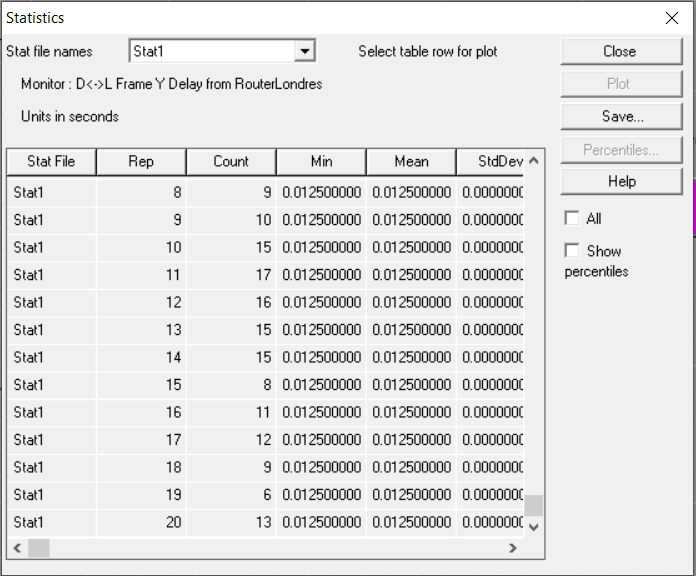 Statistics
Stat file names Stat1 Select table row for plot Close
Monitor : D<->L Frame Y Delay from RouterLondres Plot
Units in seconds Save...
Percentiles...
Help
All
Show
percentiles
Stat File Rep Count Min Mean StdDev
Stat1 8 9 0.012500000 0.012500000 0.0000000
Stat1 9 10 0.012500000 0.012500000 0.0000000
Stat1 10 15 0.012500000 0.012500000 0.0000000
Stat1 11 17 0.012500000 0.012500000 0.0000000
Stat1 12 16 0.012500000 0.012500000 0.0000000
Stat1 13 15 0.012500000 0.012500000 0.0000000
Stat1 14 15 0.012500000 0.012500000 0.0000000
Stat1 15 8 0.012500000 0.012500000 0.0000000
Stat1 16 11 0.012500000 0.012500000 0.0000000
Stat1 17 12 0.012500000 0.012500000 0.0000000
Stat1 18 9 0.012500000 0.012500000 0.0000000
Stat1 19 6 0.012500000 0.012500000 0.0000000
Stat1 20 13 0.012500000 0.012500000 0.0000000